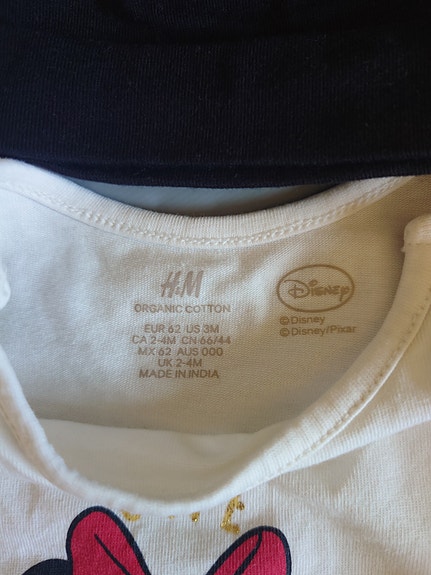 H&M
ORGANIC COTTON
EUR 62 US 3M
CA 2-4M CN 66/44
MX 62 AUS 000
UK 2-4M
MADE IN INDIA
Disney
©Disney
©Disney/Pixar